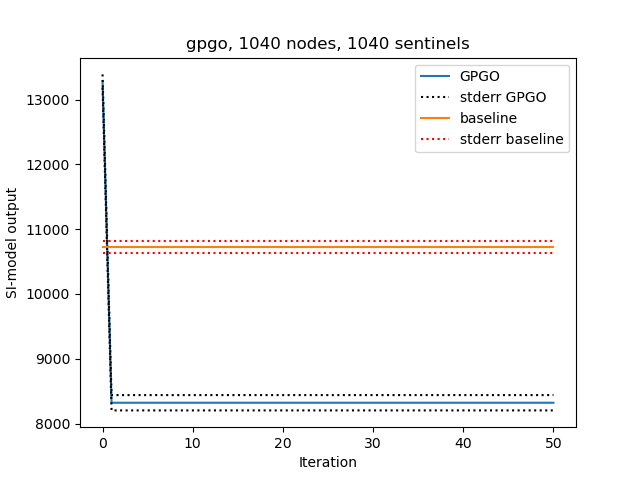 gpgo, 1040 nodes, 1040 sentinels
GPGO
stderr GPGO
baseline
stderr baseline
SI-model output
13000
12000
11000
10000
9000
8000
0 10 20 30 40 50
Iteration